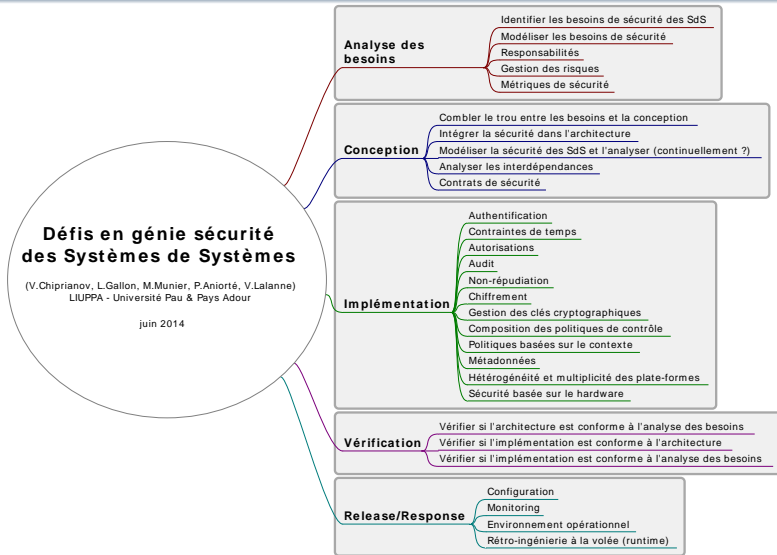 Défis en génie sécurité
des Systèmes de Systèmes
(V.Chiprianov, L.Gallon, M.Munier, P.Aniorté, V.Lalanne)
LIUPPA - Université Pau & Pays Adour
juin 2014
Analyse des
besoins
Identifier les besoins de sécurité des SdS
Modéliser les besoins de sécurité
Responsabilités
Gestion des risques
Métriques de sécurité
Conception
Combler le trou entre les besoins et la conception
Intégrer la sécurité dans l'architecture
Modéliser la sécurité des SdS et l'analyser (continuellement ?)
Analyser les interdépendances
Contrats de sécurité
Implémentation
Authentification
Contraintes de temps
Autorisations
Audit
Non-répudiation
Chiffrement
Gestion des clés cryptographiques
Composition des politiques de contrôle
Politiques basées sur le contexte
Métadonnées
Hétérogénéité et multiplicité des plate-formes
Sécurité basée sur le hardware
Vérification
Vérifier si l'architecture est conforme à l'analyse des besoins
Vérifier si l'implémentation est conforme à l'architecture
Vérifier si l'implémentation est conforme à l'analyse des besoins
Release/Response
Configuration
Monitoring
Environnement opérationnel
Rétro-ingénierie à la volée (runtime)